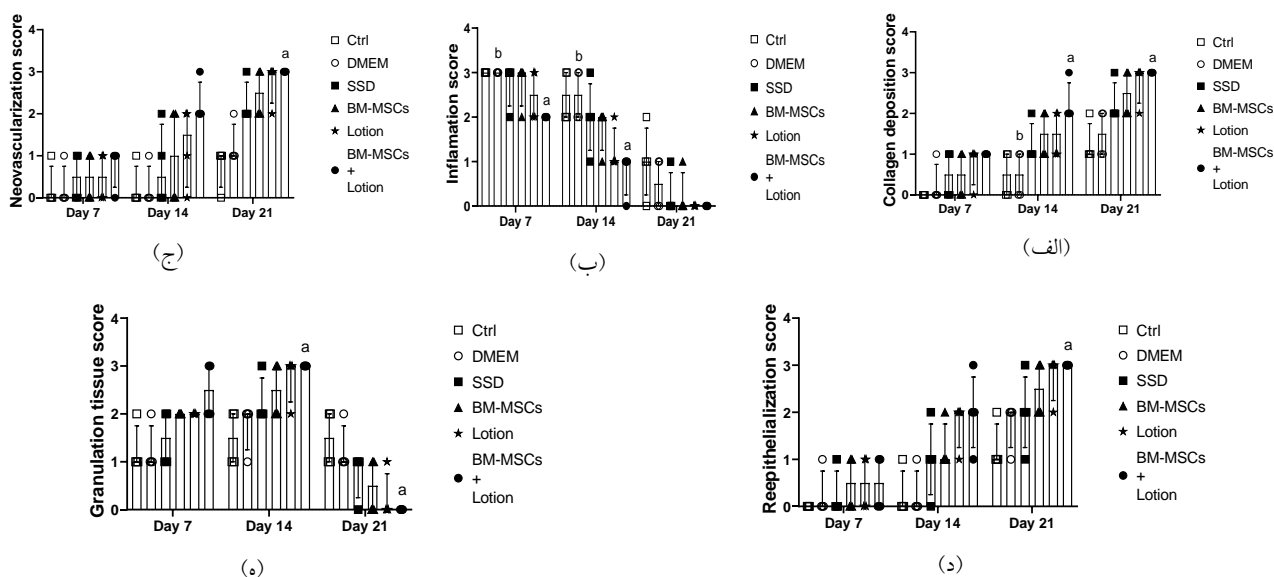 Collagen deposition score
4
3
2
1
0
b
a
a
Day 7 Day 14 Day 21
Ctrl
DMEM
SSD
BM-MSCs
Lotion
BM-MSCs
+
Lotion
(الف)
Inflamation score
4
3
2
1
0
b
a
b
a
Day 7 Day 14 Day 21
Ctrl
DMEM
SSD
BM-MSCs
Lotion
BM-MSCs
+
Lotion
(ب)
Neovascularization score
4
3
2
1
0
a
Day 7 Day 14 Day 21
Ctrl
DMEM
SSD
BM-MSCs
Lotion
BM-MSCs
+
Lotion
(ج)
Reepithelialization score
4
3
2
1
0
a
Day 7 Day 14 Day 21
Ctrl
DMEM
SSD
BM-MSCs
Lotion
BM-MSCs
+
Lotion
(د)
Granulation tissue score
4
3
2
1
0
a
a
Day 7 Day 14 Day 21
Ctrl
DMEM
SSD
BM-MSCs
Lotion
BM-MSCs
+
Lotion
(ه)